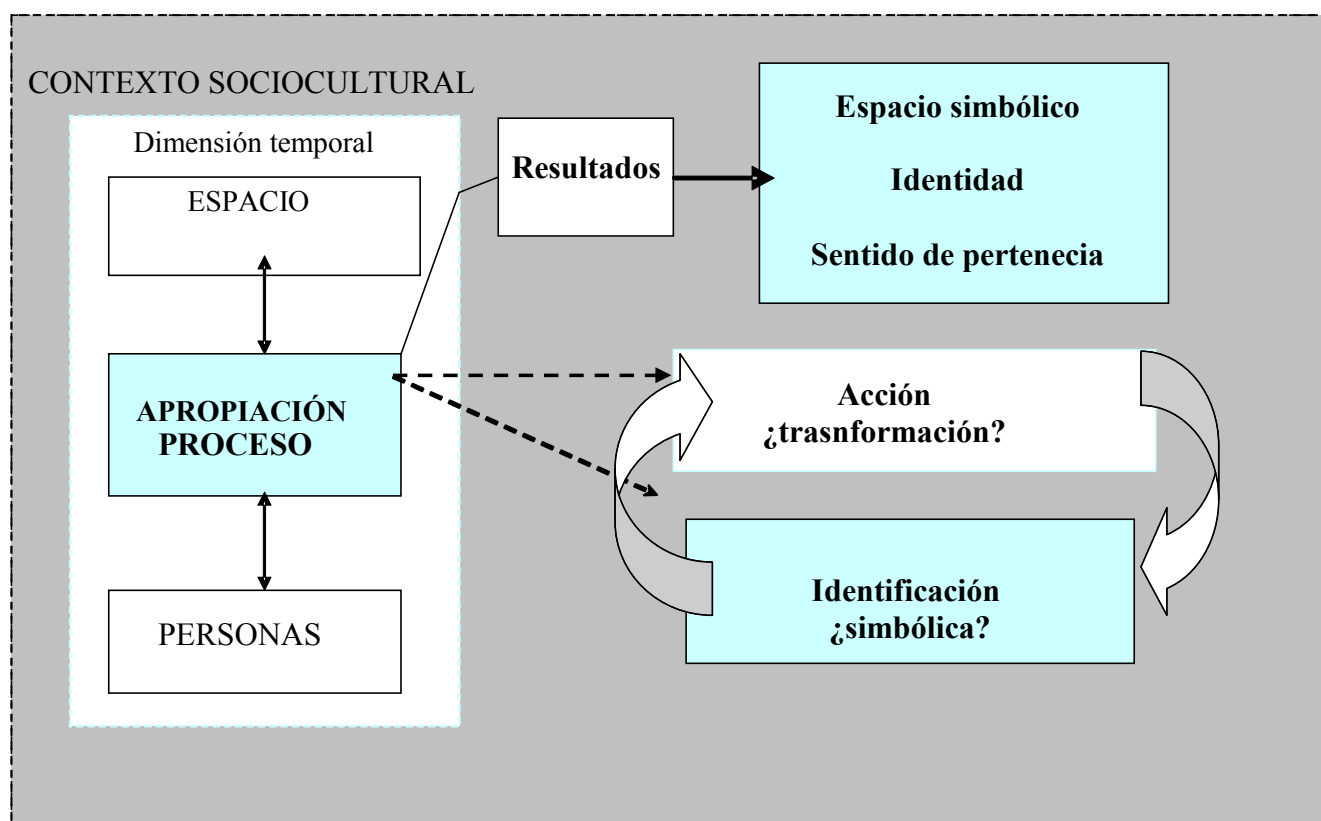 CONTEXTO SOCIOCULTURAL
Dimensión temporal
ESPACIO
APROPIACIÓN
PROCESO
PERSONAS
Resultados
Espacio simbólico
Identidad
Sentido de pertenecia
Acción
¿trasnformación?
Identificación
¿simbólica?